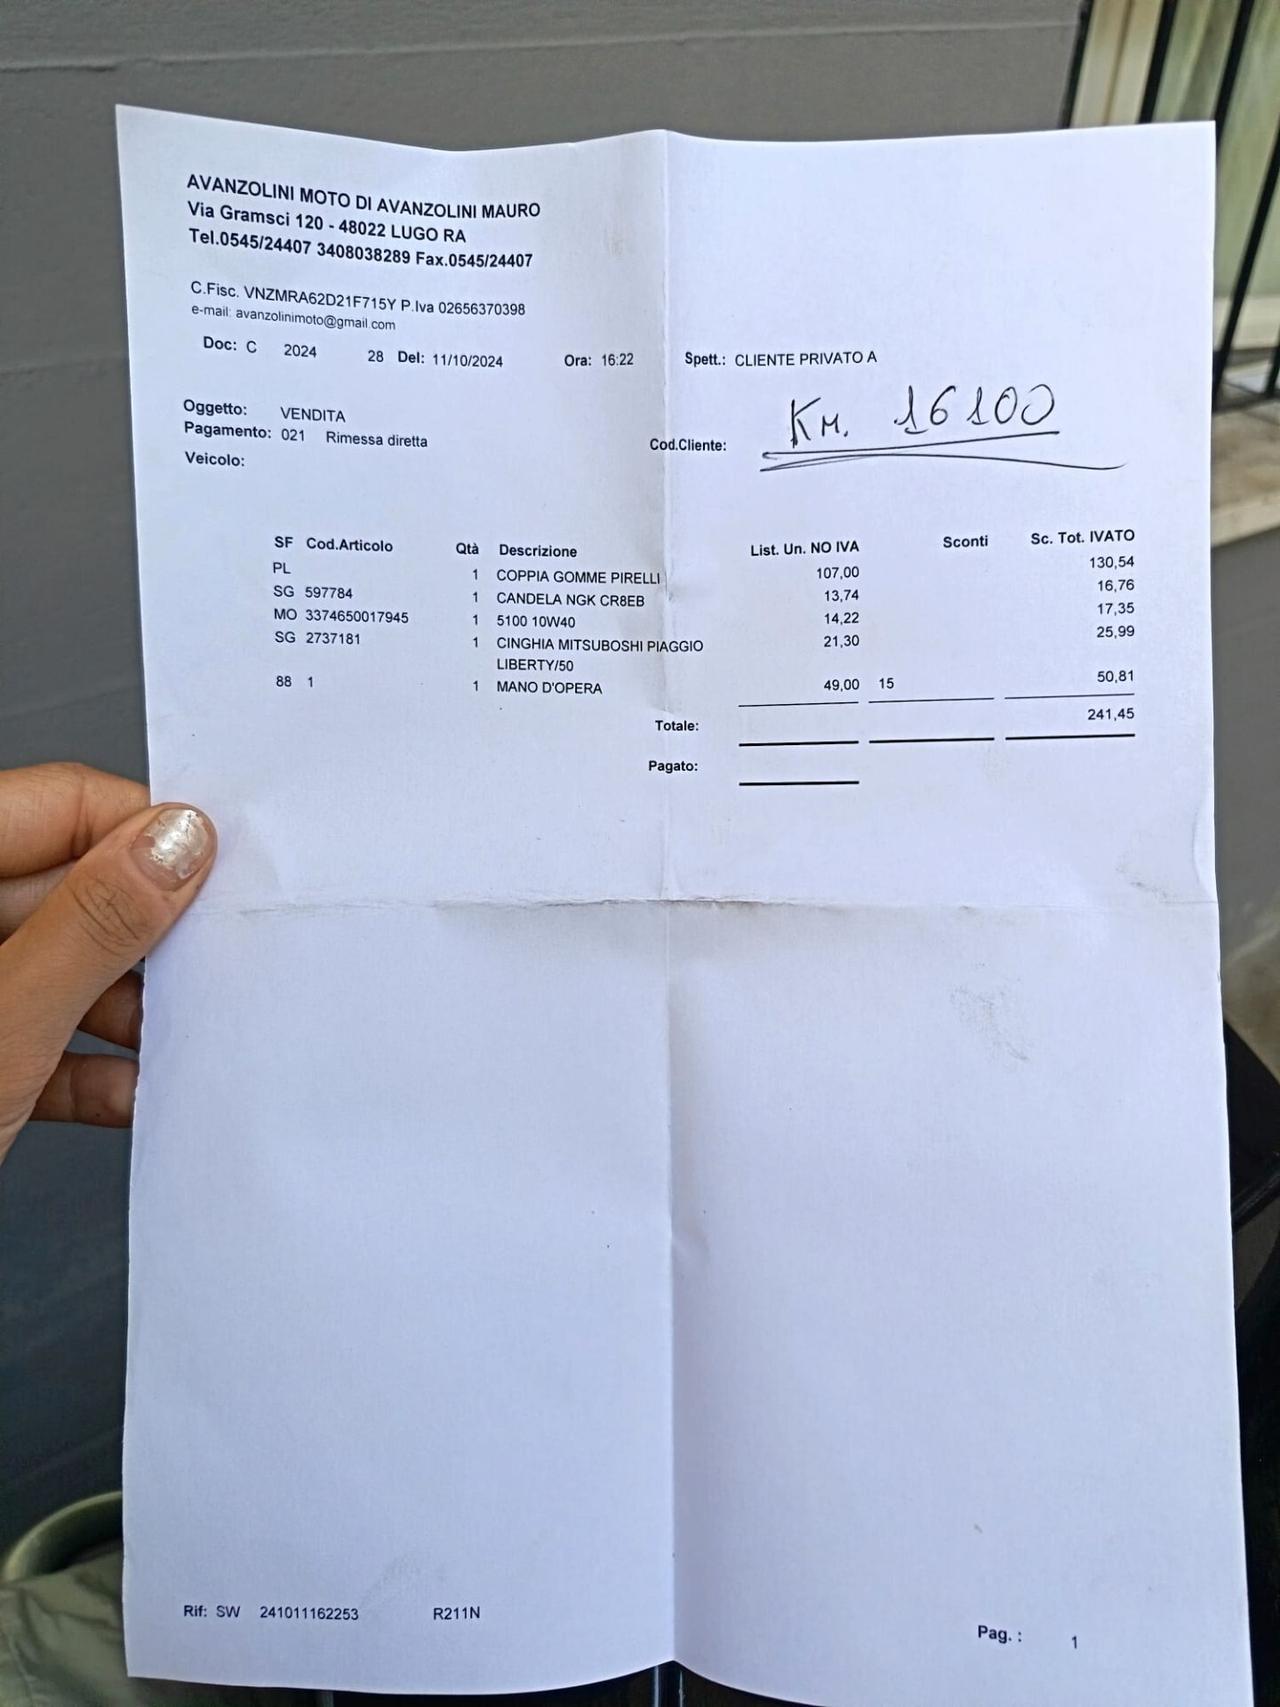 AVANZOLINI MOTO DI AVANZOLINI MAURO
Via Gramsci 120 - 48022 LUGO RA
Tel.0545/24407 3408038289 Fax.0545/24407
C.Fisc. VNZMRA62D21F715Y P.Iva 02656370398
e-mail: avanzolinimoto@gmail.com
Doc: C 2024 28 Del: 11/10/2024 Ora: 16:22 Spett.: CLIENTE PRIVATO A
Oggetto: VENDITA
Pagamento: 021 Rimessa diretta
Cod.Cliente: KM. 16100
Veicolo:
SF Cod.Articolo Qtà Descrizione List. Un. NO IVA Sconti Sc. Tot. IVATO
PL 1 COPPIA GOMME PIRELLI 107,00 130,54
SG 597784 1 CANDELA NGK CR8EB 13,74 16,76
MO 3374650017945 1 5100 10W40 14,22 17,35
SG 2737181 1 CINGHIA MITSUBOSHI PIAGGIO 21,30 25,99
LIBERTY/50
88 1 1 MANO D'OPERA 49,00 15 50,81
Totale: 241,45
Pagato:
Rif: SW 241011162253 R211N
Pag. : 1